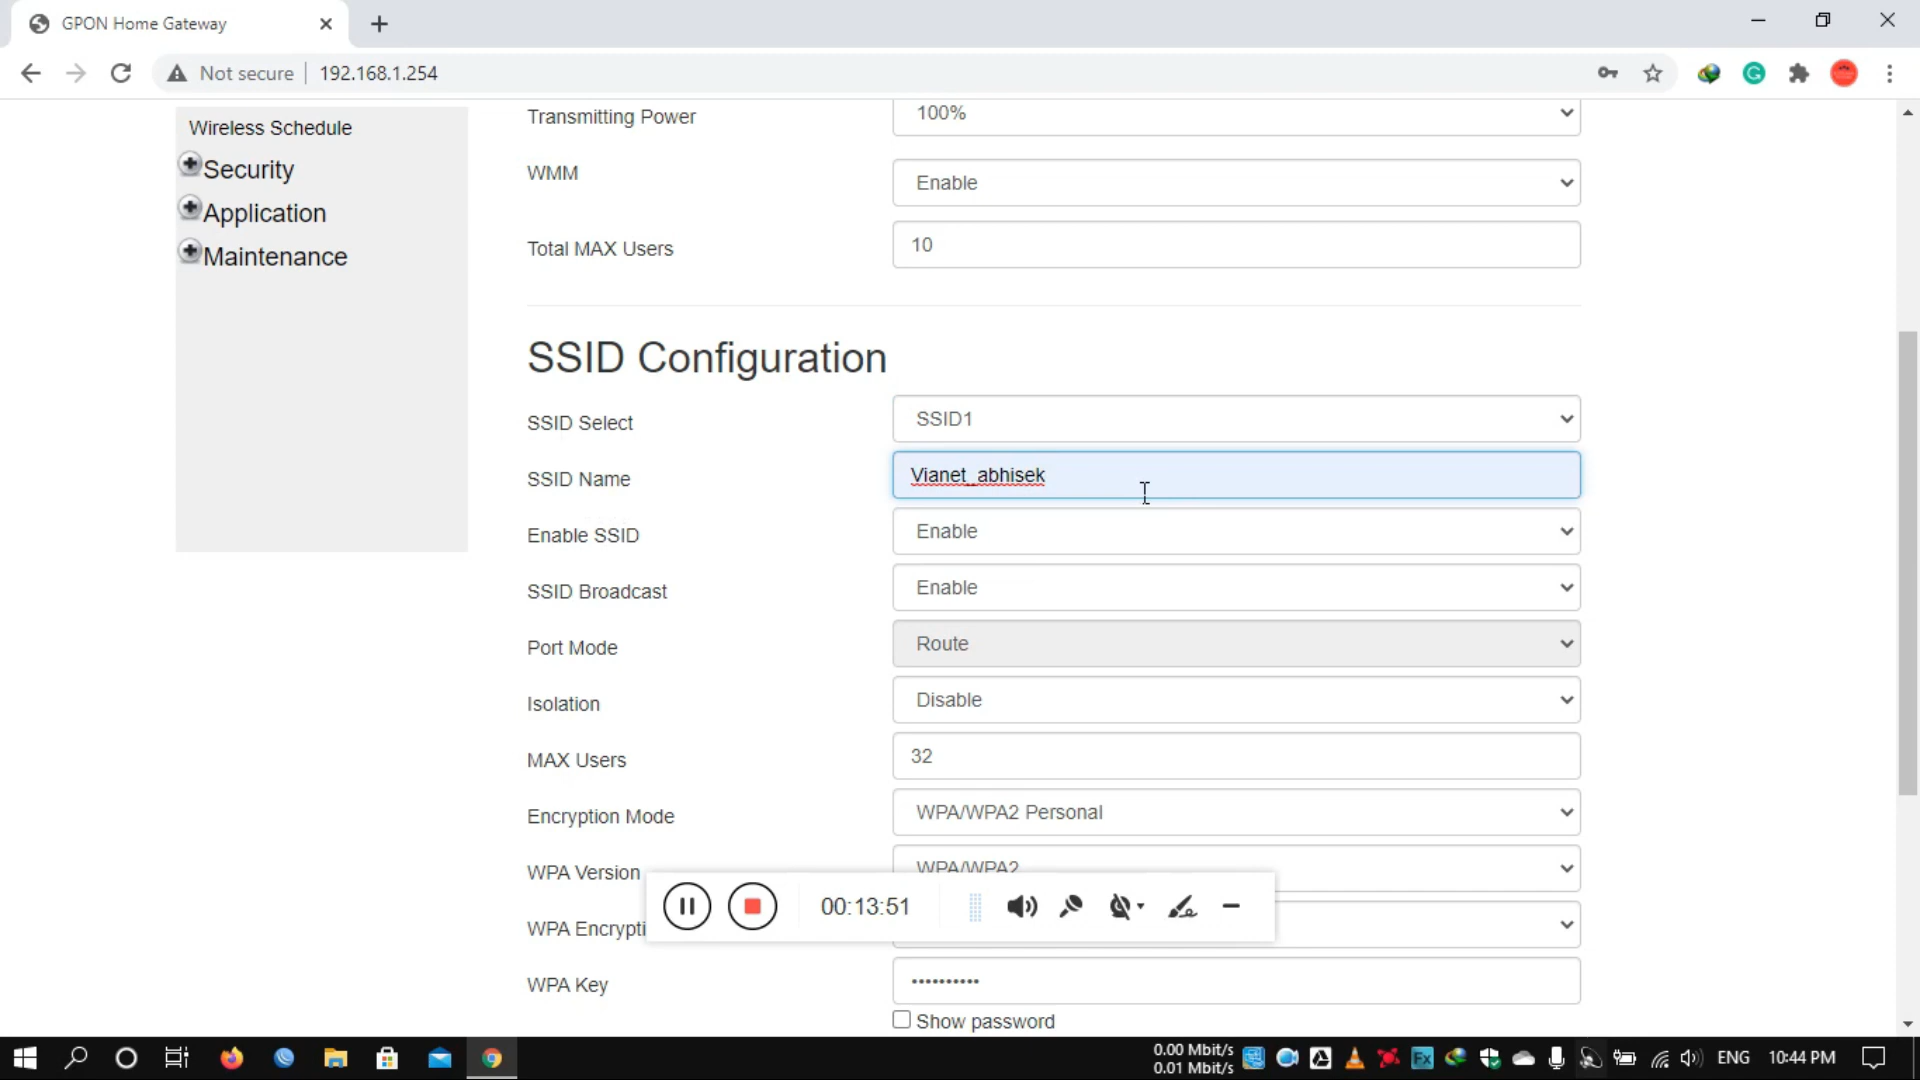 GPON Home Gateway
Not secure
192.168.1.254
Wireless Schedule
Security
Application
Maintenance
Transmitting Power
100%
WMM
Enable
Total MAX Users
10
SSID Configuration
SSID Select
SSID1
SSID Name
Vianet_abhisek
Enable SSID
Enable
SSID Broadcast
Enable
Port Mode
Route
Isolation
Disable
MAX Users
32
Encryption Mode
WPA/WPA2 Personal
WPA Version
WPA/WPA2
00:13:51
WPA Encrypti
WPA Key
••••••••••
Show password
0.00 Mbit/s
0.01 Mbit/s
Fx
ENG
10:44 PM